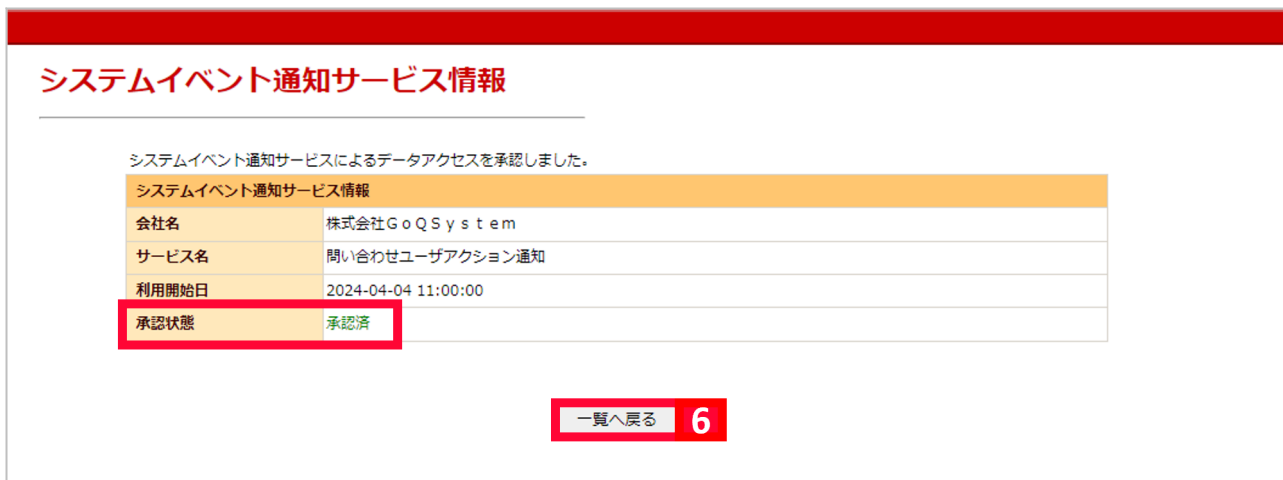 システムイベント通知サービス情報
システムイベント通知サービスによるデータアクセスを承認しました。
システムイベント通知サービス情報
会社名 株式会社ＧｏＱＳｙｓｔｅｍ
サービス名 問い合わせユーザアクション通知
利用開始日 2024-04-04 11:00:00
承認状態 承認済
一覧へ戻る 6